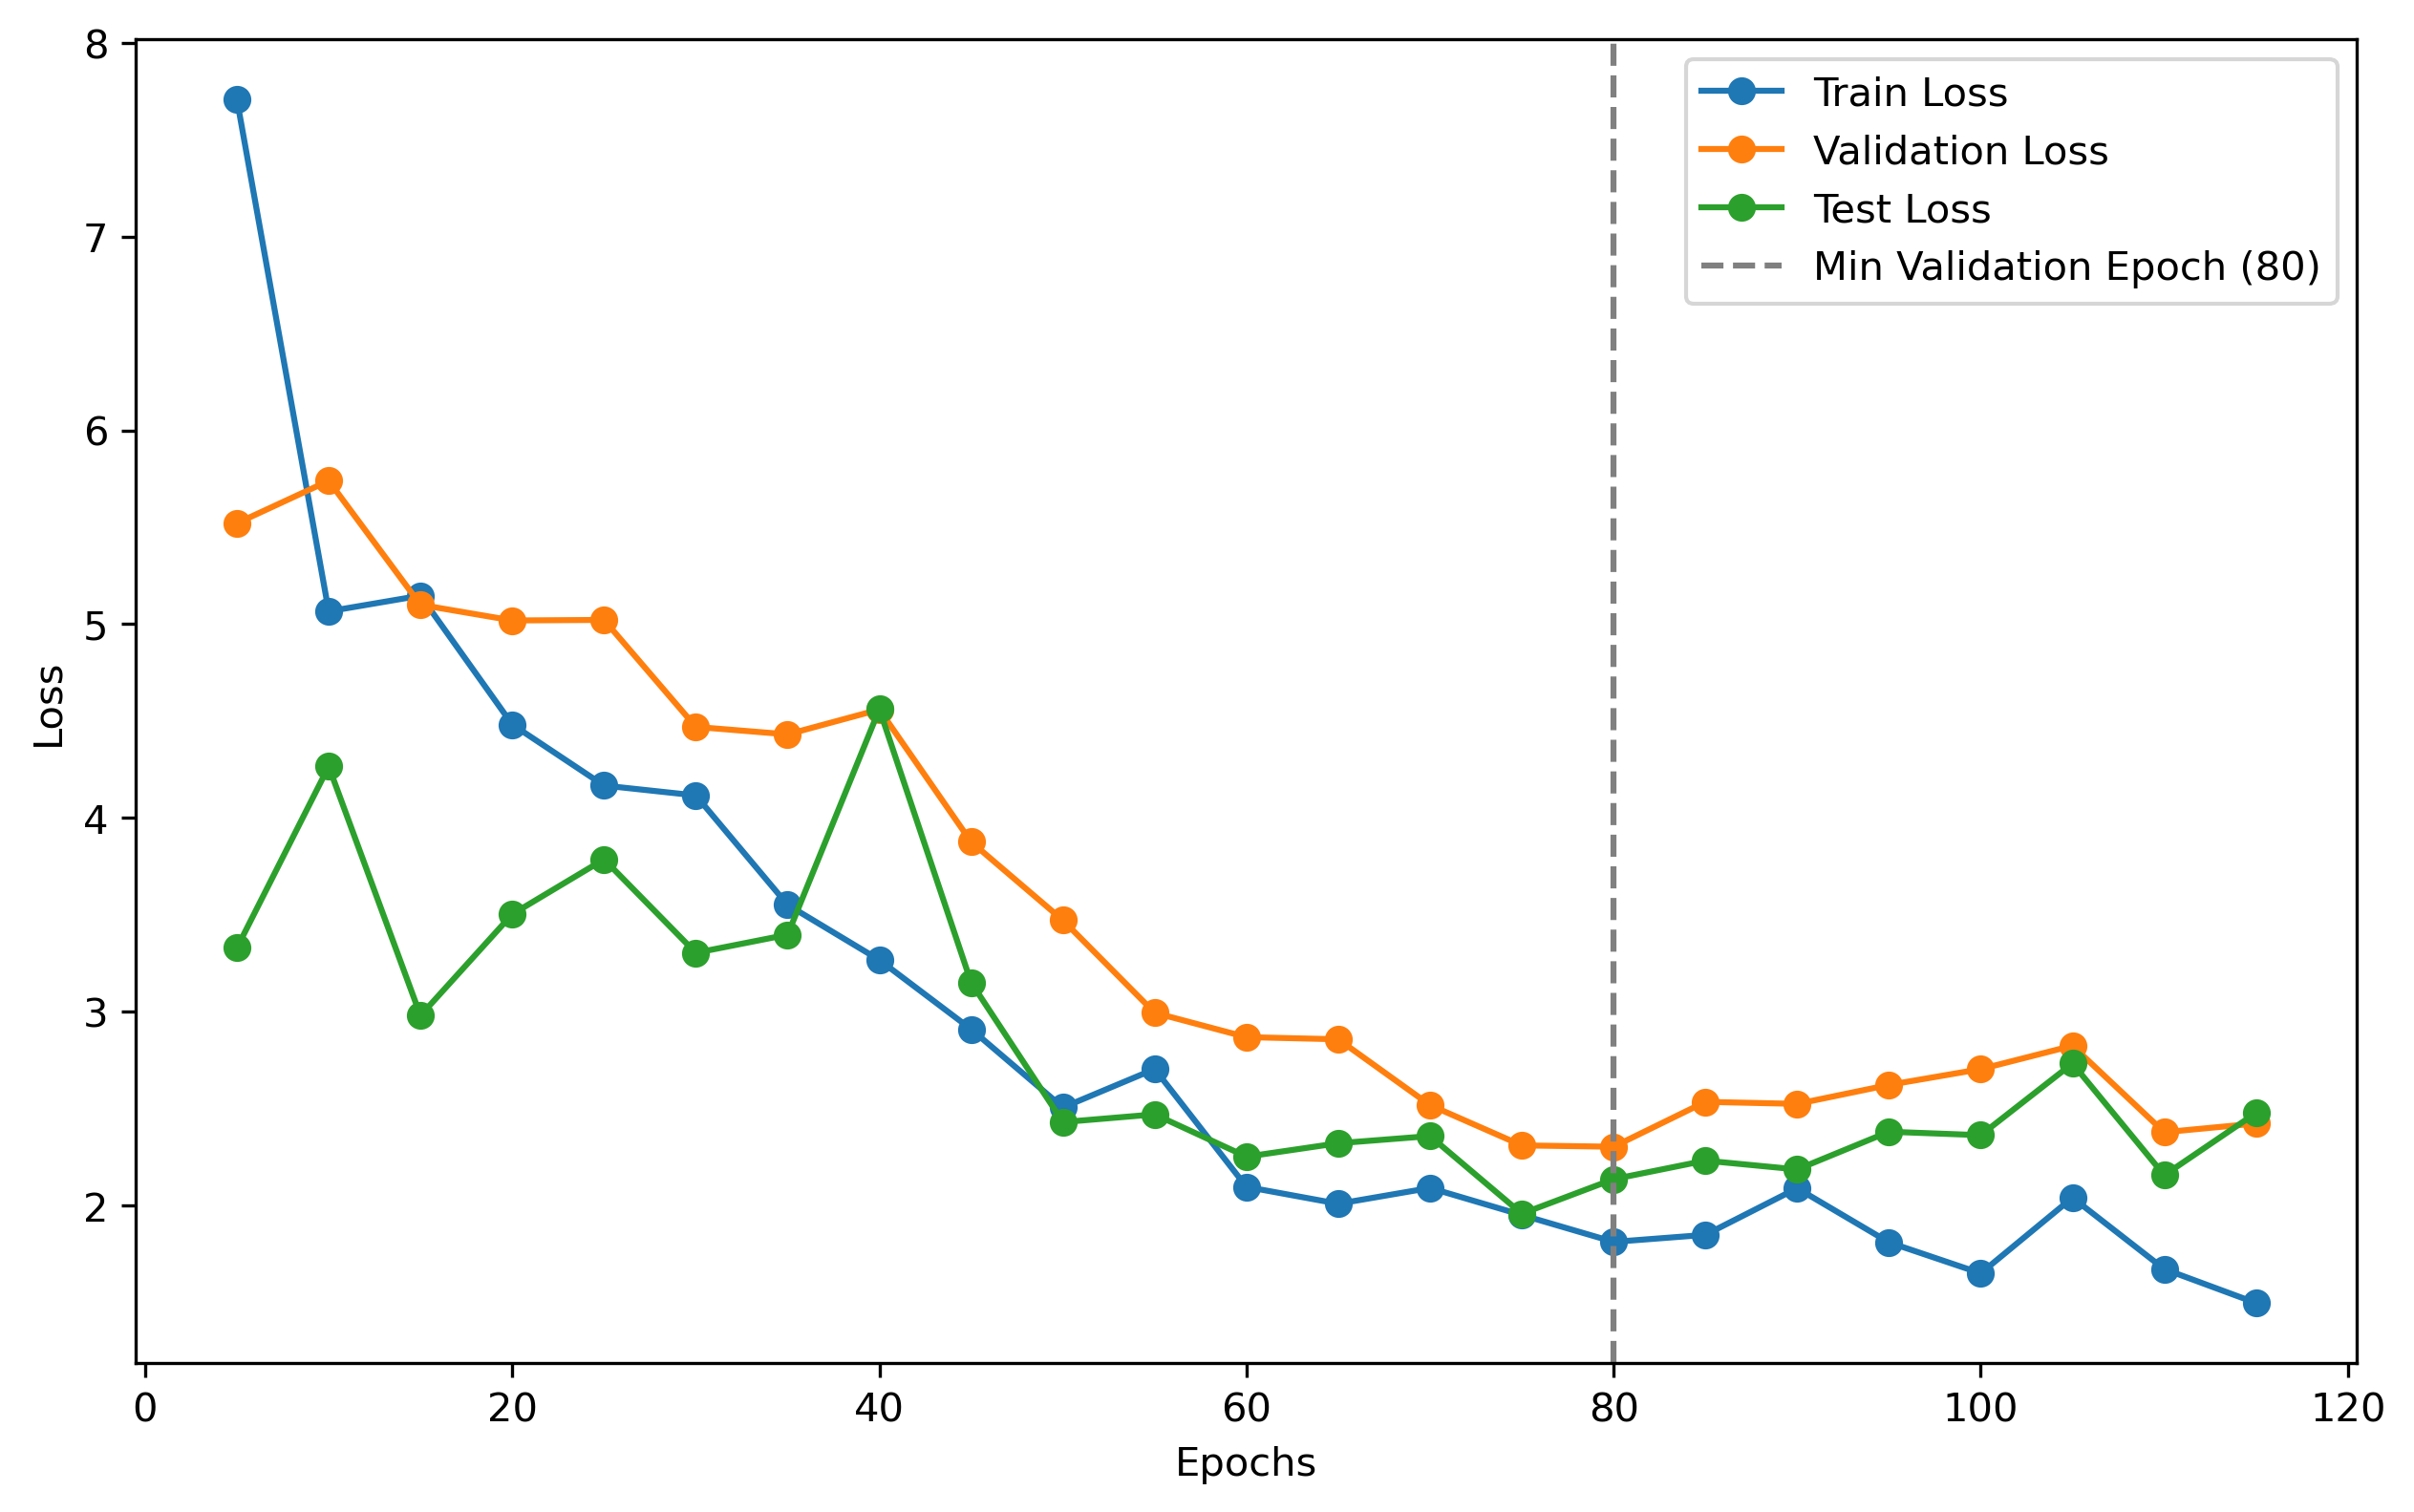 8
7
6
5
4
3
2
Loss
0 20 40 60 80 100 120
Epochs
Train Loss
Validation Loss
Test Loss
Min Validation Epoch (80)